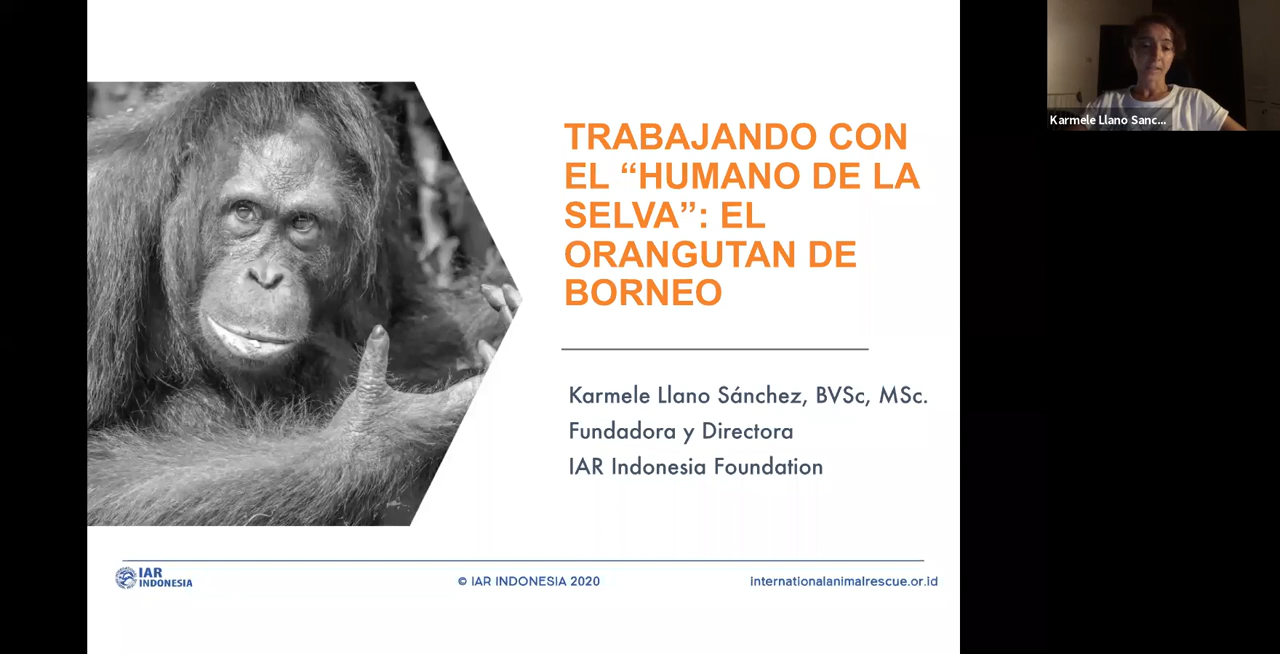 TRABAJANDO CON
EL “HUMANO DE LA
SELVA”: EL
ORANGUTAN DE
BORNEO
Karmele Llano Sánchez, BVSc, MSc.
Fundadora y Directora
IAR Indonesia Foundation
IAR
INDONESIA
© IAR INDONESIA 2020
internationalanimalrescue.or.id
Karmele Llano Sanc...